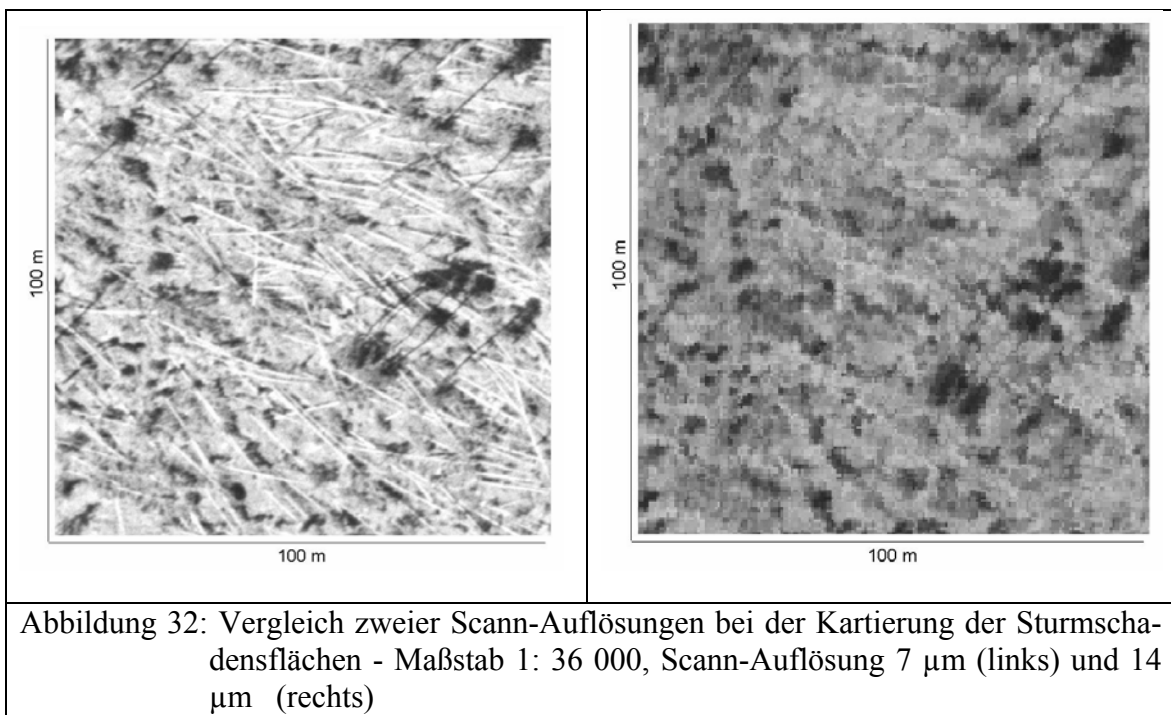 100 m
100 m
100 m
100 m
Abbildung 32: Vergleich zweier Scann-Auflösungen bei der Kartierung der Sturmscha-
densflächen - Maßstab 1: 36 000, Scann-Auflösung 7 µm (links) und 14
µm (rechts)